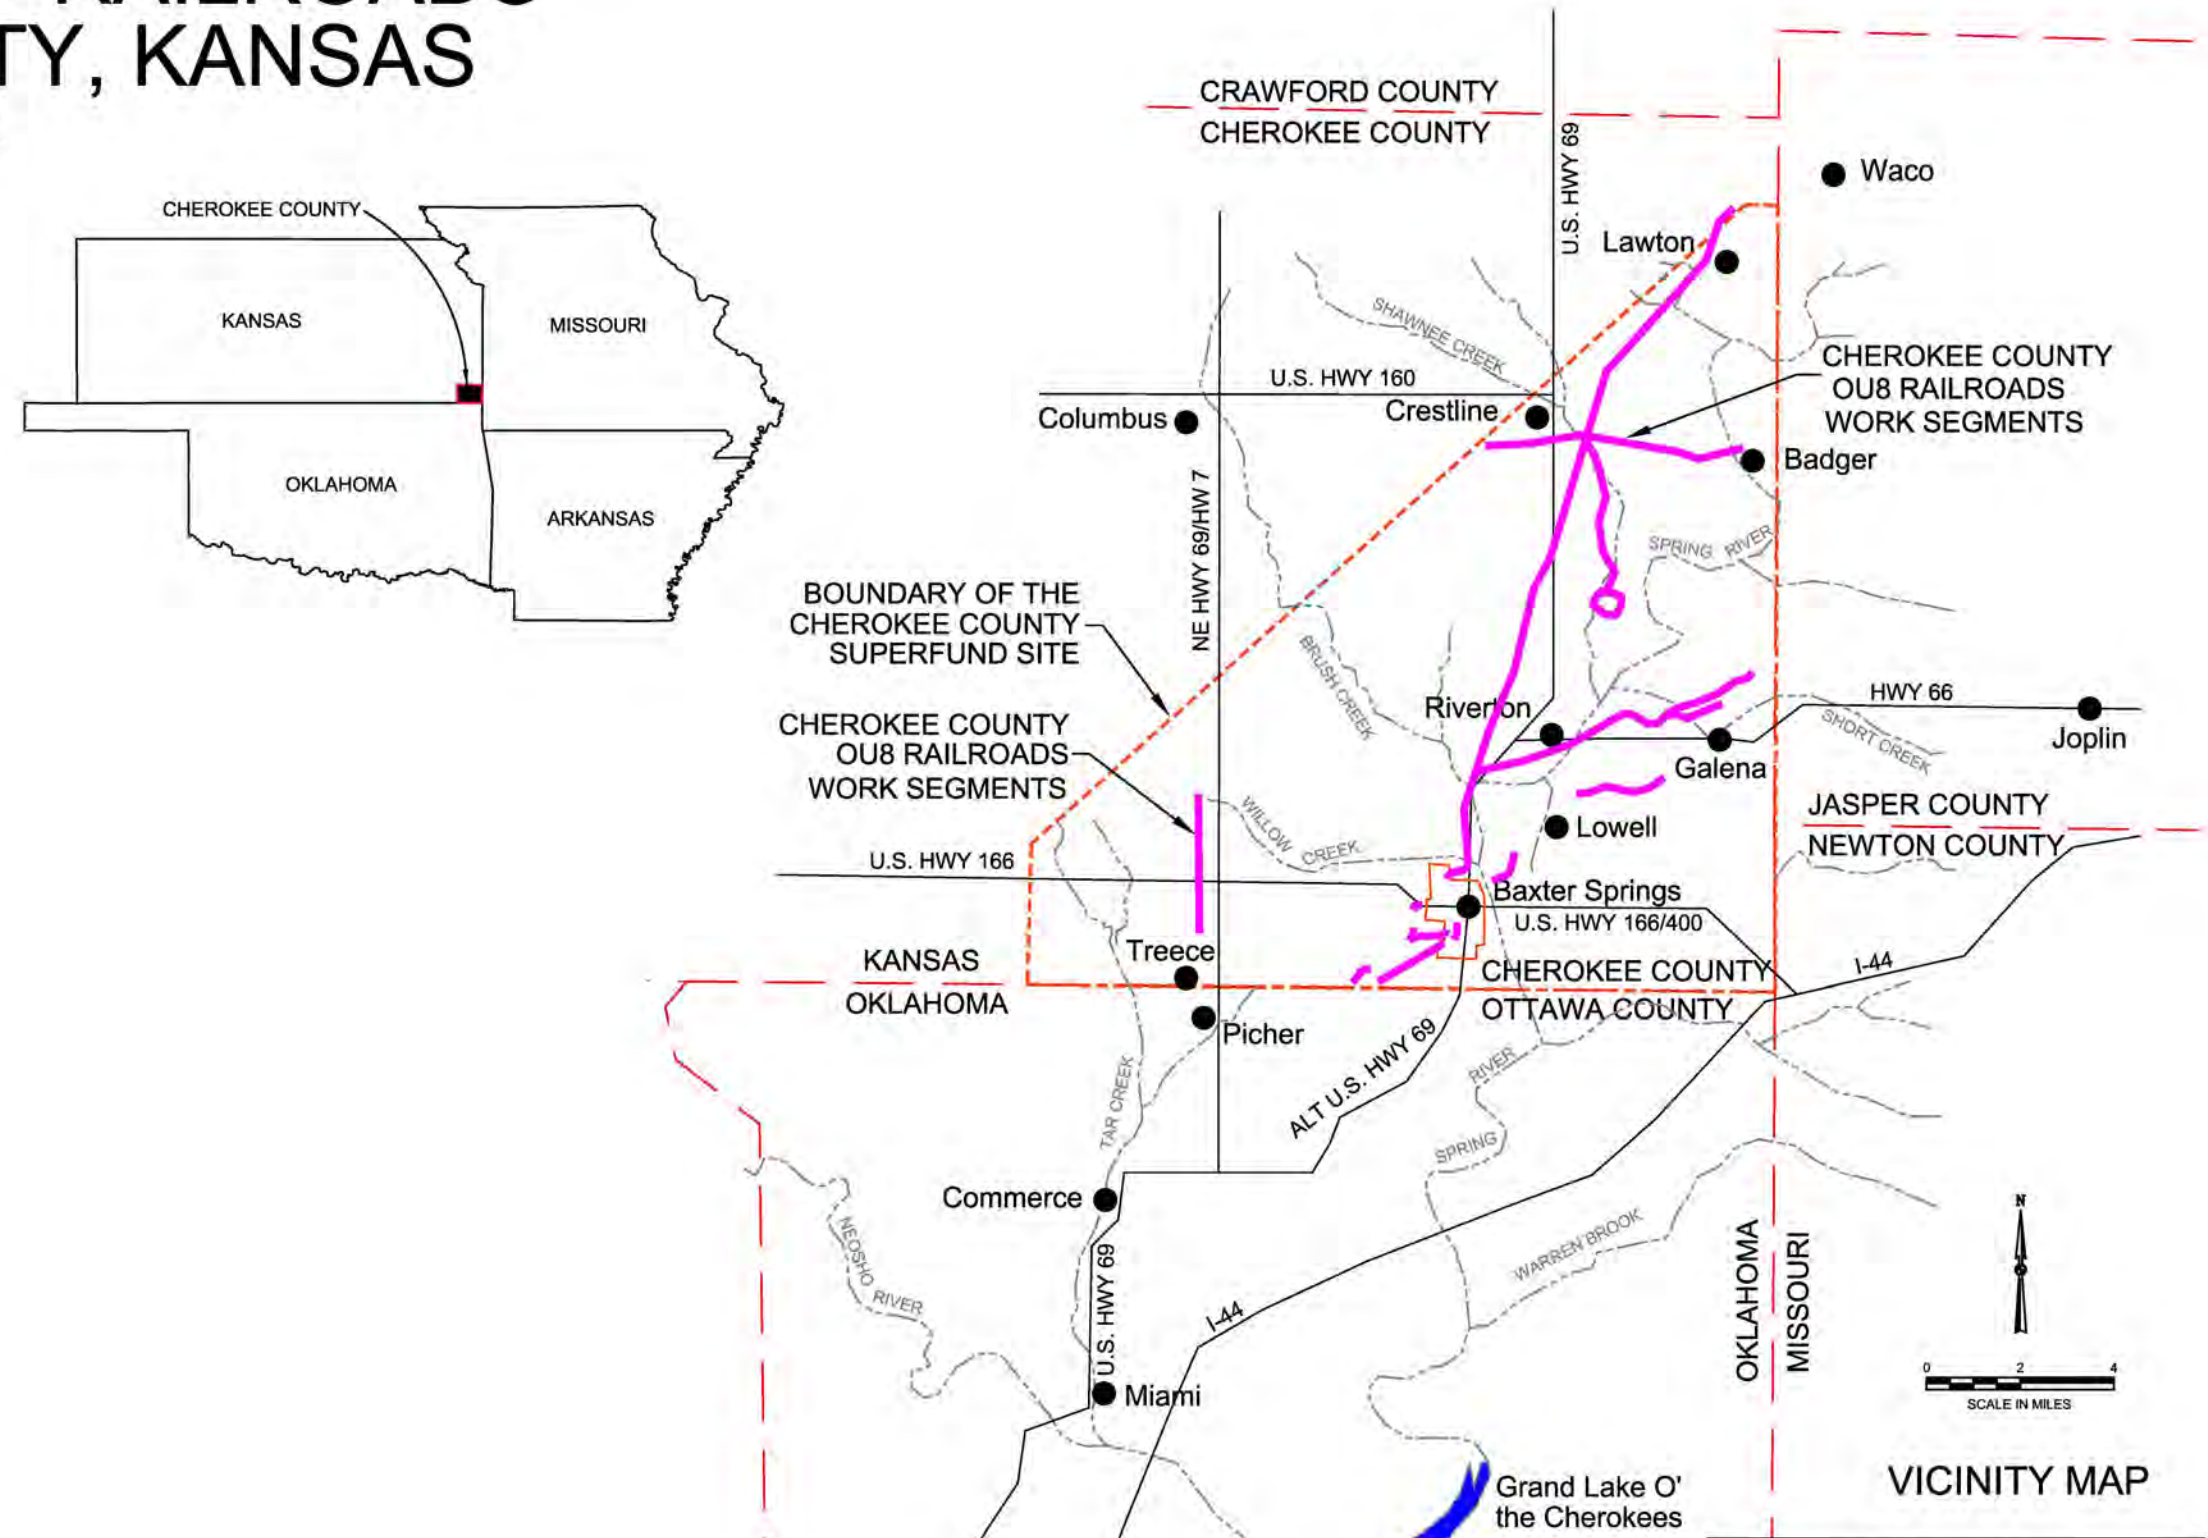 TY, KANSAS
CRAWFORD COUNTY
CHEROKEE COUNTY
U.S. HWY 69
Waco
Lawton
CHEROKEE COUNTY
KANSAS
MISSOURI
OKLAHOMA
ARKANSAS
SHAWNEE CREEK
U.S. HWY 160
Columbus
Crestline
CHEROKEE COUNTY
OU8 RAILROADS
WORK SEGMENTS
Badger
NE HWY 69/HW 7
SPRING RIVER
BOUNDARY OF THE
CHEROKEE COUNTY
SUPERFUND SITE
BRUSH CREEK
CHEROKEE COUNTY
OU8 RAILROADS
WORK SEGMENTS
Riverton
HWY 66
SHORT CREEK
Joplin
Galena
WILLOW CREEK
Lowell
JASPER COUNTY
NEWTON COUNTY
U.S. HWY 166
Baxter Springs
U.S. HWY 166/400
Treece
KANSAS
OKLAHOMA
CHEROKEE COUNTY
OTTAWA COUNTY
I-44
Picher
ALT U.S. HWY 69
TAR CREEK
SPRING RIVER
Commerce
NEOSHO RIVER
U.S. HWY 69
WARREN BROOK
I-44
OKLAHOMA
MISSOURI
N
0 2 4
SCALE IN MILES
Miami
Grand Lake O'
the Cherokees
VICINITY MAP